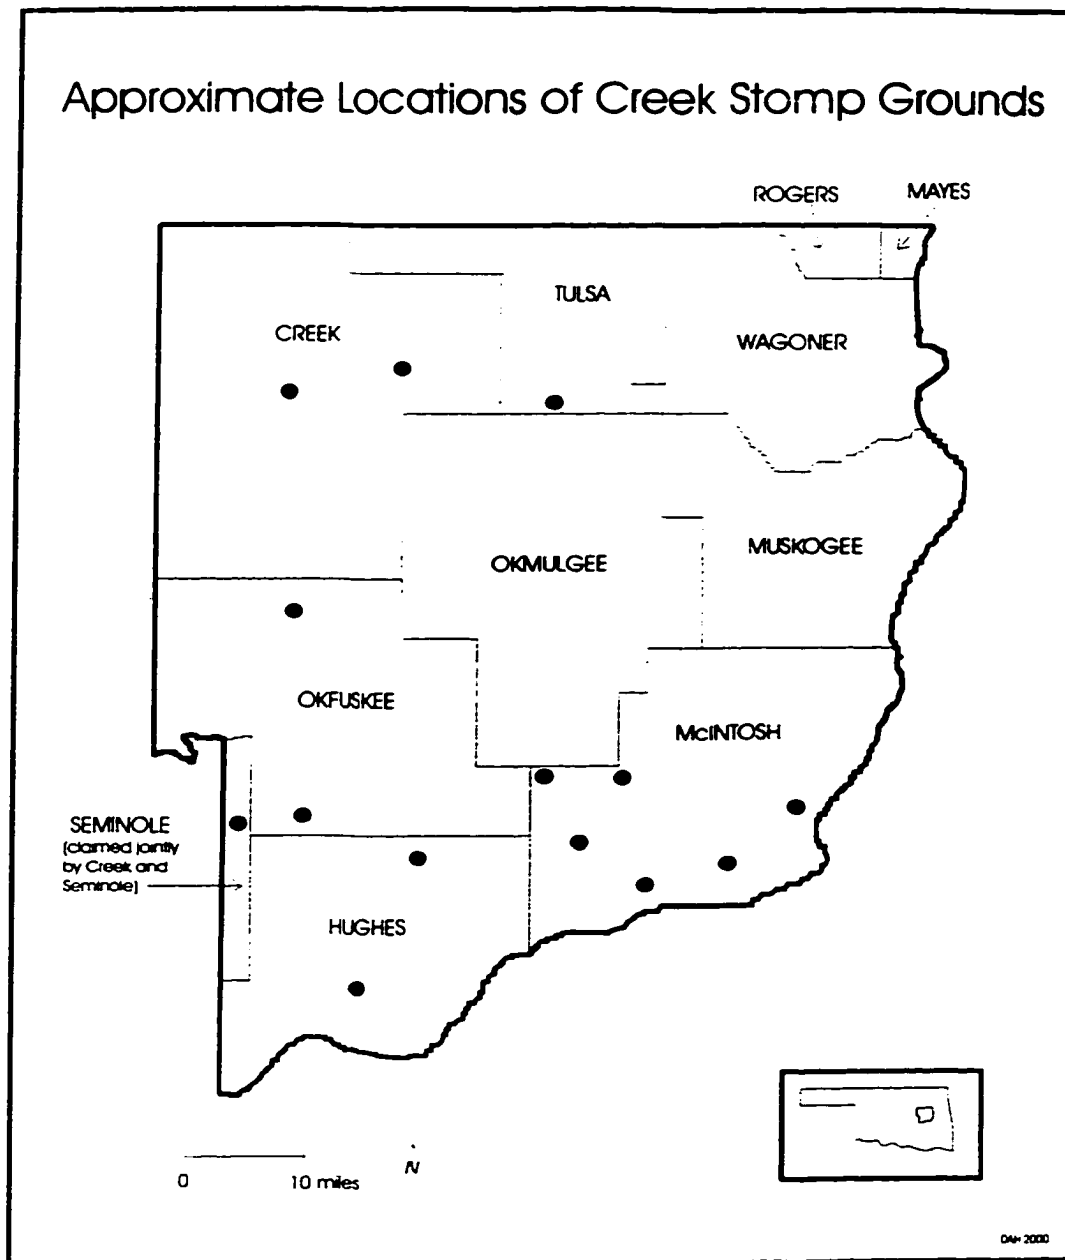 Approximate Locations of Creek Stomp Grounds
ROGERS
MAYES
TULSA
CREEK
WAGONER
OKMULGEE
MUSKOGEE
OKFUSKEE
McINTOSH
SEMINOLE
(claimed jointly
by Creek and
Seminole)
HUGHES
N
0
10 miles
DAH 2000